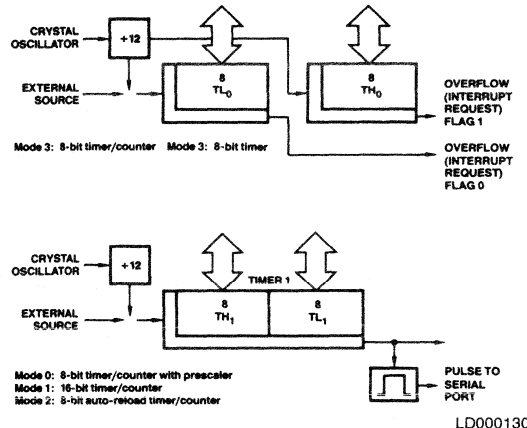 CRYSTAL
OSCILLATOR
+12
EXTERNAL
SOURCE
8
TL0
8
TH0
OVERFLOW
(INTERRUPT
REQUEST)
FLAG 1
OVERFLOW
(INTERRUPT
REQUEST)
FLAG 0
Mode 3: 8-bit timer/counter Mode 3: 8-bit timer
CRYSTAL
OSCILLATOR
+12
EXTERNAL
SOURCE
TIMER 1
8
TH1
8
TL1
PULSE TO
SERIAL
PORT
Mode 0: 8-bit timer/counter with prescaler
Mode 1: 16-bit timer/counter
Mode 2: 8-bit auto-reload timer/counter
LD000130